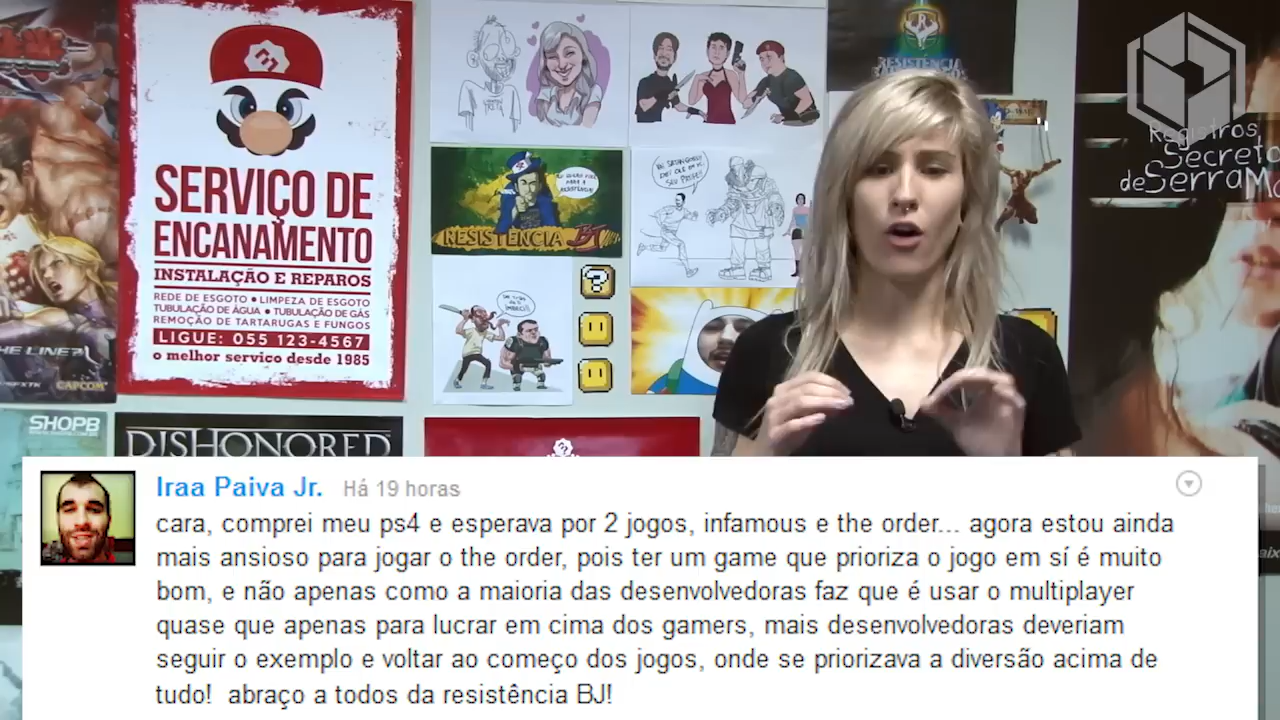 SERVIÇO DE
ENCANAMENTO
INSTALAÇÃO E REPAROS
REDE DE ESGOTO • LIMPEZA DE ESGOTO
TUBULAÇÃO DE ÁGUA • TUBULAÇÃO DE GÁS
REMOÇÃO DE TARTARUGAS E FUNGOS
LIGUE: 055 123-4567
o melhor serviço desde 1985
CAPCOM
SHOPB
DISHONORED
RESISTÊNCIA BJ
RESISTÊNCIA
Registros
Secreto
de Serra
Iraa Paiva Jr. Há 19 horas
cara, comprei meu ps4 e esperava por 2 jogos, infamous e the order... agora estou ainda
mais ansioso para jogar o the order, pois ter um game que prioriza o jogo em sí é muito
bom, e não apenas como a maioria das desenvolvedoras faz que é usar o multiplayer
quase que apenas para lucrar em cima dos gamers, mais desenvolvedoras deveriam
seguir o exemplo e voltar ao começo dos jogos, onde se priorizava a diversão acima de
tudo! abraço a todos da resistência BJ!